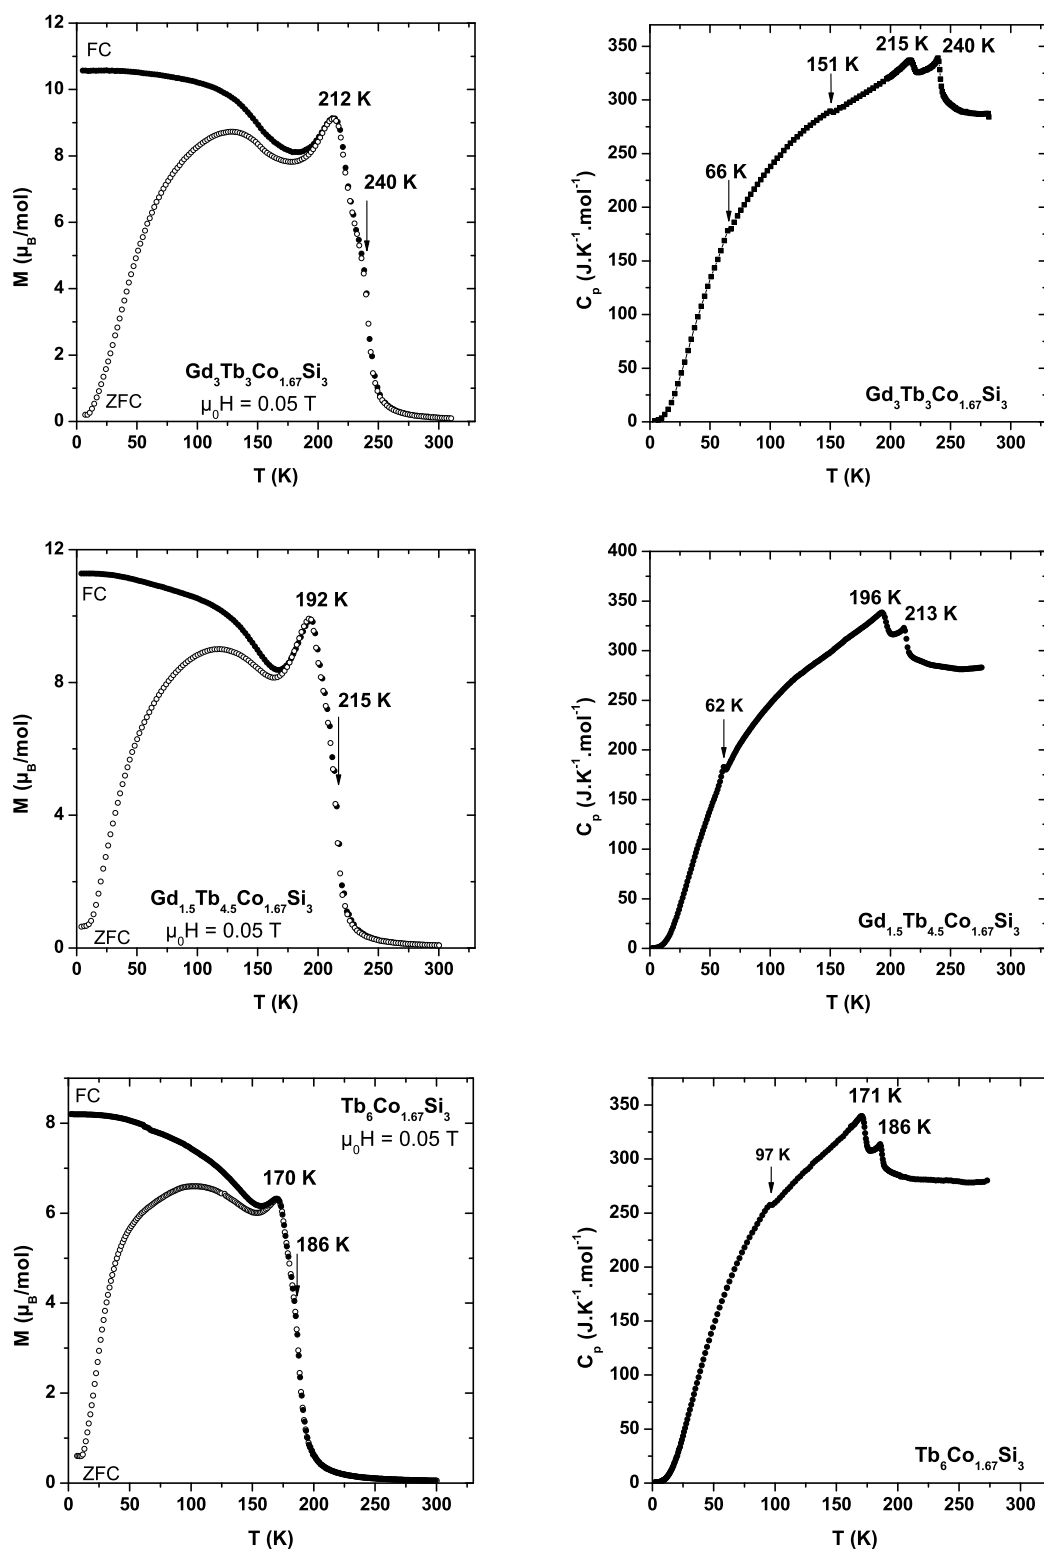 12
10
8
6
4
2
0
M (μB/mol)
FC
212 K
240 K
Gd3Tb3Co1.67Si3
μ0H = 0.05 T
ZFC
0 50 100 150 200 250 300
T (K)
350
300
250
200
150
100
50
0
Cp (J.K-1.mol-1)
215 K 240 K
151 K
66 K
Gd3Tb3Co1.67Si3
0 50 100 150 200 250 300
T (K)
12
8
4
0
M (μB/mol)
FC
192 K
215 K
Gd1.5Tb4.5Co1.67Si3
μ0H = 0.05 T
ZFC
0 50 100 150 200 250 300
T (K)
400
350
300
250
200
150
100
50
0
Cp (J.K-1.mol-1)
196 K
213 K
62 K
Gd1.5Tb4.5Co1.67Si3
0 50 100 150 200 250 300
T (K)
8
6
4
2
0
M (μB/mol)
FC
Tb6Co1.67Si3
μ0H = 0.05 T
170 K
186 K
ZFC
0 50 100 150 200 250 300
T (K)
350
300
250
200
150
100
50
0
Cp (J.K-1.mol-1)
171 K
186 K
97 K
Tb6Co1.67Si3
0 50 100 150 200 250 300
T (K)